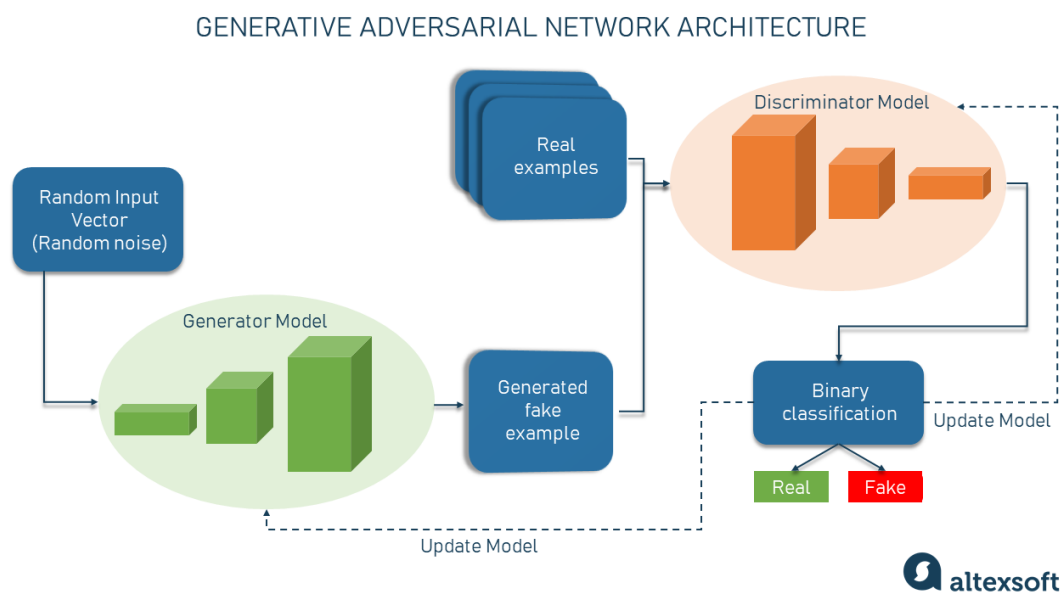 GENERATIVE ADVERSARIAL NETWORK ARCHITECTURE
Real
examples
Discriminator Model
Random Input
Vector
(Random noise)
Generator Model
Generated
fake
example
Binary
classification
Update Model
Real
Fake
Update Model
altexsoft